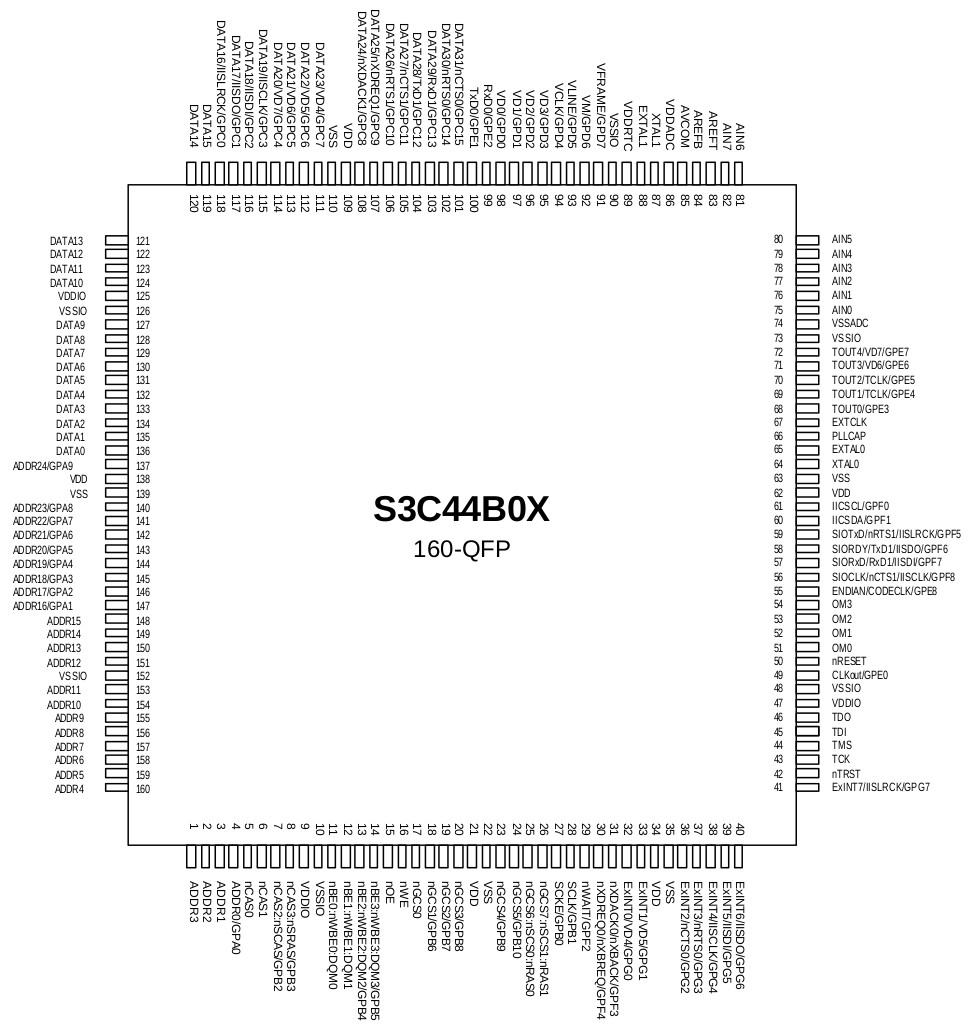 DATA14
DATA15
DATA16/IISLRCK/GPC0
DATA17/IISDO/GPC1
DATA18/IISDI/GPC2
DATA19/IISCLK/GPC3
DATA20/VD7/GPC4
DATA21/VD6/GPC5
DATA22/VD5/GPC6
DATA23/VD4/GPC7
VSS
VDD
DATA24/nXDACK1/GPC8
DATA25/nXDREQ1/GPC9
DATA26/nRTS1/GPC10
DATA27/nCTS1/GPC11
DATA28/TxD1/GPC12
DATA29/RxD1/GPC13
DATA30/nRTS0/GPC14
DATA31/nCTS0/GPC15
TxD0/GPE1
RxD0/GPE2
VD0/GPD0
VD1/GPD1
VD2/GPD2
VD3/GPD3
VCLK/GPD4
VLINE/GPD5
VM/GPD6
VFRAME/GPD7
VSSIO
VDDRTC
EXTAL1
XTAL1
VDDADC
AVCOM
AREFB
AREFT
AIN7
AIN6
120 119 118 117 116 115 114 113 112 111 110 109 108 107 106 105 104 103 102 101 100 99 98 97 96 95 94 93 92 91 90 89 88 87 86 85 84 83 82 81
DATA13 121 80 AIN5
DATA12 122 79 AIN4
DATA11 123 78 AIN3
DATA10 124 77 AIN2
VDDIO 125 76 AIN1
VSSIO 126 75 AIN0
DATA9 127 74 VSSADC
DATA8 128 73 VSSIO
DATA7 129 72 TOUT4/VD7/GPE7
DATA6 130 71 TOUT3/VD6/GPE6
DATA5 131 70 TOUT2/TCLK/GPE5
DATA4 132 69 TOUT1/TCLK/GPE4
DATA3 133 68 TOUT0/GPE3
DATA2 134 67 EXTCLK
DATA1 135 66 PLLCAP
DATA0 136 65 EXTAL0
ADDR24/GPA9 137 64 XTAL0
VDD 138 63 VSS
VSS 139 62 VDD
ADDR23/GPA8 140 61 IICSCL/GPF0
S3C44B0X
ADDR22/GPA7 141 60 IICSDA/GPF1
ADDR21/GPA6 142 59 SIOTxD/nRTS1/IISLRCK/GPF5
160-QFP
ADDR20/GPA5 143 58 SIORDY/TxD1/IISDO/GPF6
ADDR19/GPA4 144 57 SIORxD/RxD1/IISDI/GPF7
ADDR18/GPA3 145 56 SIOCLK/nCTS1/IISCLK/GPF8
ADDR17/GPA2 146 55 ENDIAN/CODECLK/GPE8
ADDR16/GPA1 147 54 OM3
ADDR15 148 53 OM2
ADDR14 149 52 OM1
ADDR13 150 51 OM0
ADDR12 151 50 nRESET
VSSIO 152 49 CLKout/GPE0
ADDR11 153 48 VSSIO
ADDR10 154 47 VDDIO
ADDR9 155 46 TDO
ADDR8 156 45 TDI
ADDR7 157 44 TMS
ADDR6 158 43 TCK
ADDR5 159 42 nTRST
ADDR4 160 41 ExINT7/IISLRCK/GPG7
1 2 3 4 5 6 7 8 9 10 11 12 13 14 15 16 17 18 19 20 21 22 23 24 25 26 27 28 29 30 31 32 33 34 35 36 37 38 39 40
ADDR3
ADDR2
ADDR1
ADDR0/GPA0
nCAS0
nCAS1
nCAS2:nSCAS/GPB2
nCAS3:nSRAS/GPB3
VDDIO
VSSIO
nBE0:nWBE0:DQM0
nBE1:nWBE1:DQM1
nBE2:nWBE2:DQM2/GPB4
nBE3:nWBE3:DQM3/GPB5
nOE
nWE
nGCS0
nGCS1/GPB6
nGCS2/GPB7
nGCS3/GPB8
VDD
VSS
nGCS4/GPB9
nGCS5/GPB10
nGCS6:nSCS0:nRAS0
nGCS7:nSCS1:nRAS1
SCKE/GPB0
SCLK/GPB1
nWAIT/GPF2
nXDREQ0/nXBREQ/GPF4
nXDACK0/nXBACK/GPF3
ExINT0/VD4/GPG0
ExINT1/VD5/GPG1
VDD
VSS
ExINT2/nCTS0/GPG2
ExINT3/nRTS0/GPG3
ExINT4/IISCLK/GPG4
ExINT5/IISDI/GPG5
ExINT6/IISDO/GPG6